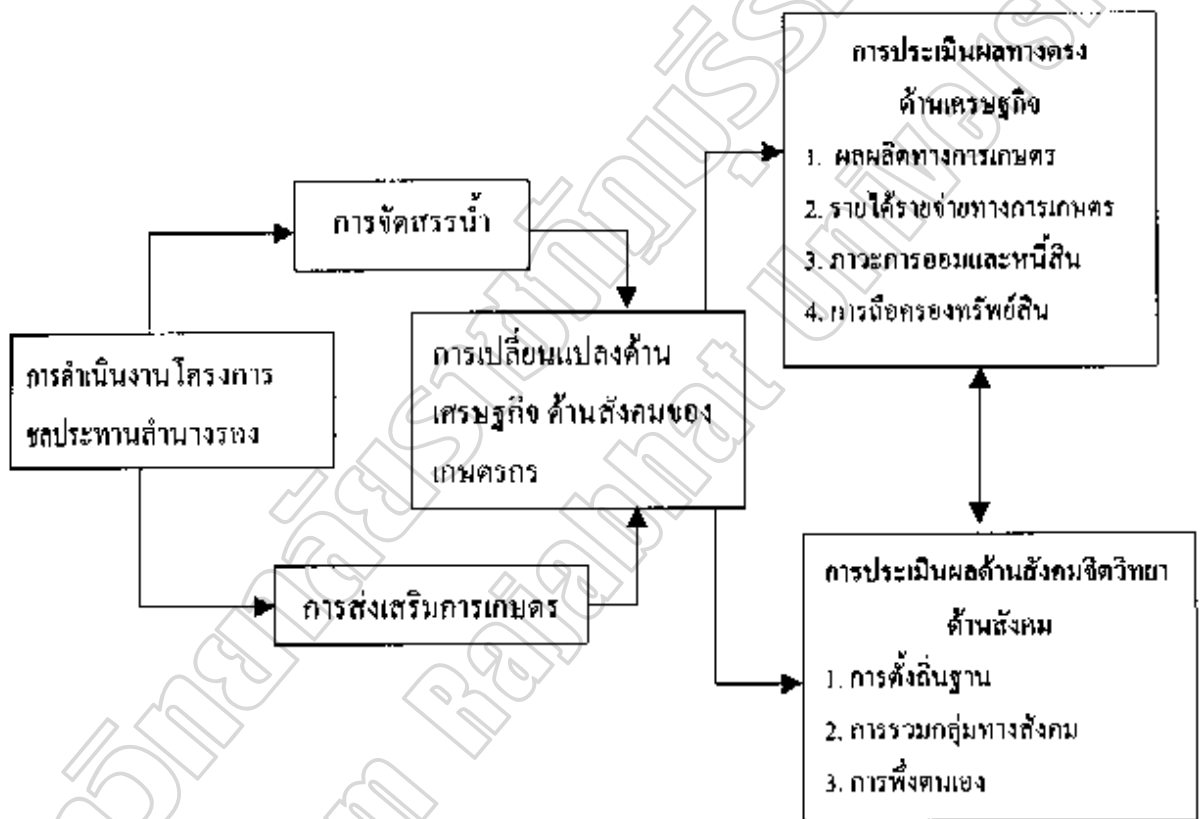 การจัดสรรน้ำ
การดำเนินงานโครงการ
ชลประทานลำนางรอง
การส่งเสริมการเกษตร
การเปลี่ยนแปลงด้าน
เศรษฐกิจ ด้านสังคมของ
เกษตรกร
การประเมินผลทางตรง
ด้านเศรษฐกิจ
1. ผลผลิตทางการเกษตร
2. รายได้รายจ่ายทางการเกษตร
3. ภาวะการออมและหนี้สิน
4. การถือครองทรัพย์สิน
การประเมินผลด้านสังคมจิตวิทยา
ด้านสังคม
1. การตั้งถิ่นฐาน
2. การรวมกลุ่มทางสังคม
3. การพึ่งตนเอง
Rajabhat Universi